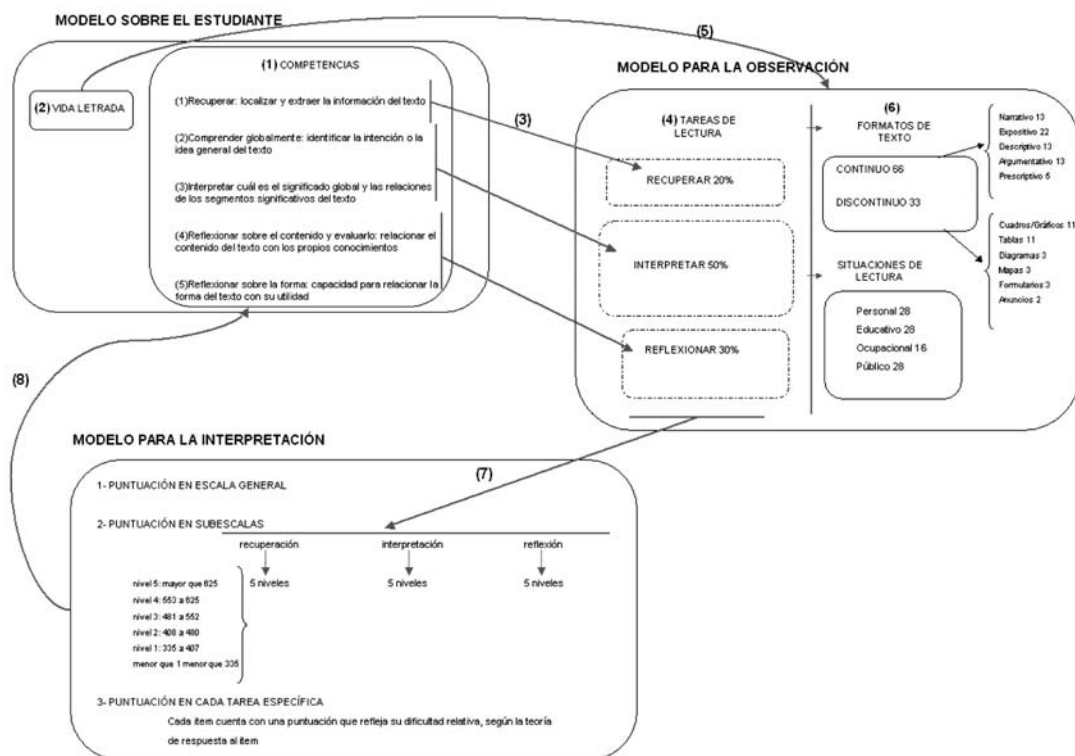 MODELO SOBRE EL ESTUDIANTE
(1) COMPETENCIAS
(2) VIDA LETRADA
(1)Recuperar: localizar y extraer la información del texto
(2)Comprender globalmente: identificar la intención o la
idea general del texto
(3)Interpretar cuál es el significado global y las relaciones
de los segmentos significativos del texto
(4)Reflexionar sobre el contenido y evaluarlo: relacionar el
contenido del texto con los propios conocimientos
(5)Reflexionar sobre la forma: capacidad para relacionar la
forma del texto con su utilidad
(5)
(3)
MODELO PARA LA OBSERVACIÓN
(4) TAREAS DE
LECTURA
RECUPERAR 20%
INTERPRETAR 50%
REFLEXIONAR 30%
(6)
FORMATOS DE
TEXTO
CONTINUO 66
DISCONTINUO 33
Narrativo 13
Expositivo 22
Descriptivo 13
Argumentativo 13
Prescriptivo 5
Cuadros/Gráficos 11
Tablas 11
Diagramas 3
Mapas 3
Formularios 3
Anuncios 2
SITUACIONES DE
LECTURA
Personal 28
Educativo 28
Ocupacional 16
Público 28
(8)
(7)
MODELO PARA LA INTERPRETACIÓN
1- PUNTUACIÓN EN ESCALA GENERAL
2- PUNTUACIÓN EN SUBESCALAS
recuperación interpretación reflexión
5 niveles 5 niveles 5 niveles
nivel 5: mayor que 625
nivel 4: 553 a 625
nivel 3: 481 a 552
nivel 2: 408 a 480
nivel 1: 335 a 407
menor que 1 menor que 335
3- PUNTUACIÓN EN CADA TAREA ESPECÍFICA
Cada item cuenta con una puntuación que refleja su dificultad relativa, según la teoría
de respuesta al item